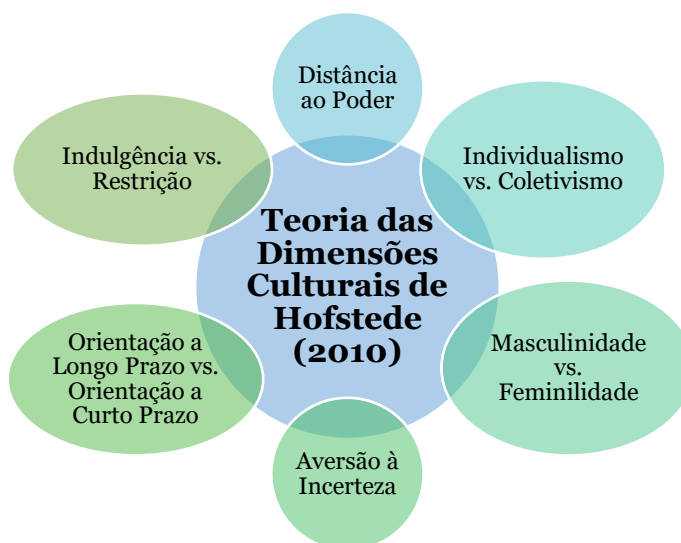 Distância
ao Poder
Individualismo
vs. Coletivismo
Masculinidade
vs.
Feminilidade
Aversão à
Incerteza
Orientação a
Longo Prazo vs.
Orientação a
Curto Prazo
Indulgência vs.
Restrição
Teoria das
Dimensões
Culturais de
Hofstede
(2010)